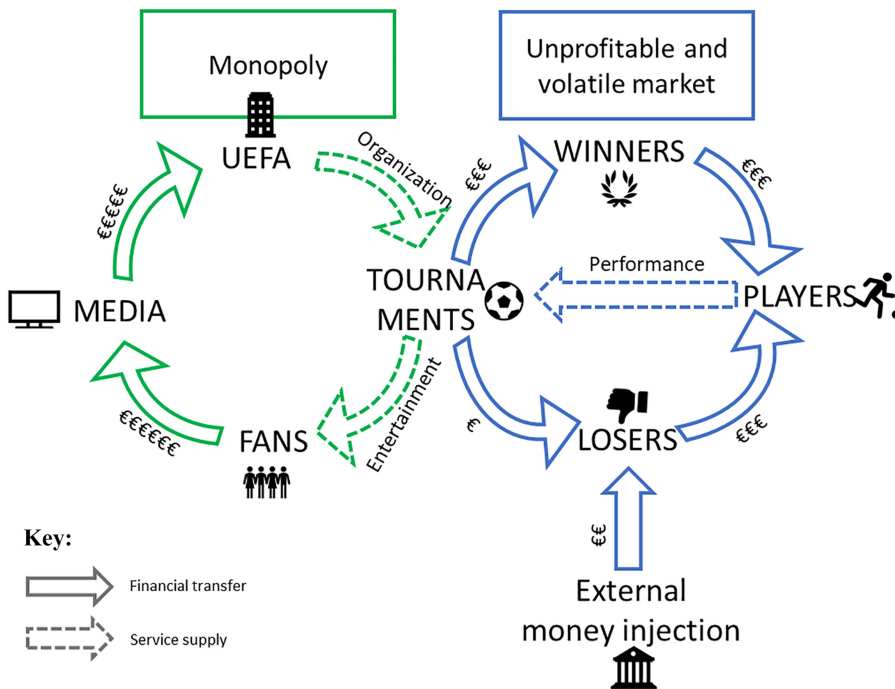 Monopoly
Unprofitable and
volatile market
UEFA
Organization
€€€
WINNERS
€€€
€€€€€
MEDIA
TOURNA
MENTS
Performance
PLAYERS
€€€€€€
FANS
Entertainment
€
LOSERS
€€€
€€
External
money injection
Key:
Financial transfer
Service supply